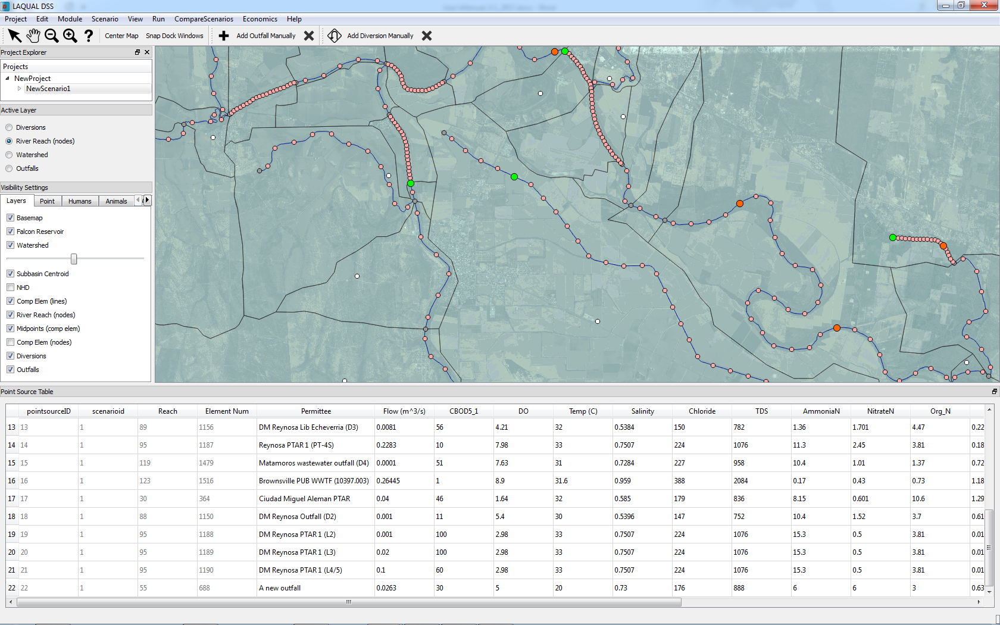 LAQUAL DSS
Project Edit Module Scenario View Run CompareScenarios Economics Help
Center Map Snap Dock Windows Add Outfall Manually Add Diversion Manually
Project Explorer
Projects
NewProject
NewScenario1
Active Layer
Diversions
River Reach (nodes)
Watershed
Outfalls
Visibility Settings
Layers Point Humans Animals
Basemap
Falcon Reservoir
Watershed
Subbasin Centroid
NHD
Comp Elem (lines)
River Reach (nodes)
Midpoints (comp elem)
Comp Elem (nodes)
Diversions
Outfalls
Point Source Table
pointsourceID scenarioid Reach Element Num Permittee Flow (m^3/s) CBOD5_1 DO Temp (C) Salinity Chloride TDS AmmoniaN NitrateN Org_N
13 13 1 89 1156 DM Reynosa Lib Echeverria (D3) 0.0081 56 4.21 32 0.5384 150 782 1.36 1.701 4.47 0.22
14 14 1 95 1187 Reynosa PTAR 1 (PT-4S) 0.2283 10 7.98 33 0.7507 224 1076 11.3 2.45 3.81 0.18
15 15 1 119 1479 Matamoros wastewater outfall (D4) 0.0001 51 7.63 31 0.7284 227 958 10.4 1.01 1.37 0.72
16 16 1 123 1516 Brownsville PUB WWTF (10397.003) 0.26445 1 8.9 31.6 0.959 388 2084 0.17 0.43 0.73 1.18
17 17 1 30 364 Ciudad Miguel Aleman PTAR 0.04 46 1.64 32 0.585 179 836 8.15 0.601 10.6 1.29
18 18 1 88 1150 DM Reynosa Outfall (D2) 0.001 11 5.4 30 0.5396 147 752 10.4 1.52 3.7 0.61
19 19 1 95 1188 DM Reynosa PTAR 1 (L2) 0.001 100 2.98 33 0.7507 224 1076 15.3 0.5 3.81 0.01
20 20 1 95 1189 DM Reynosa PTAR 1 (L3) 0.02 100 2.98 33 0.7507 224 1076 15.3 0.5 3.81 0.01
21 21 1 95 1190 DM Reynosa PTAR 1 (L4/5) 0.1 60 2.98 33 0.7507 224 1076 15.3 0.5 3.81 0.01
22 22 1 55 688 A new outfall 0.0263 30 5 20 0.73 176 888 6 6 3 0.63